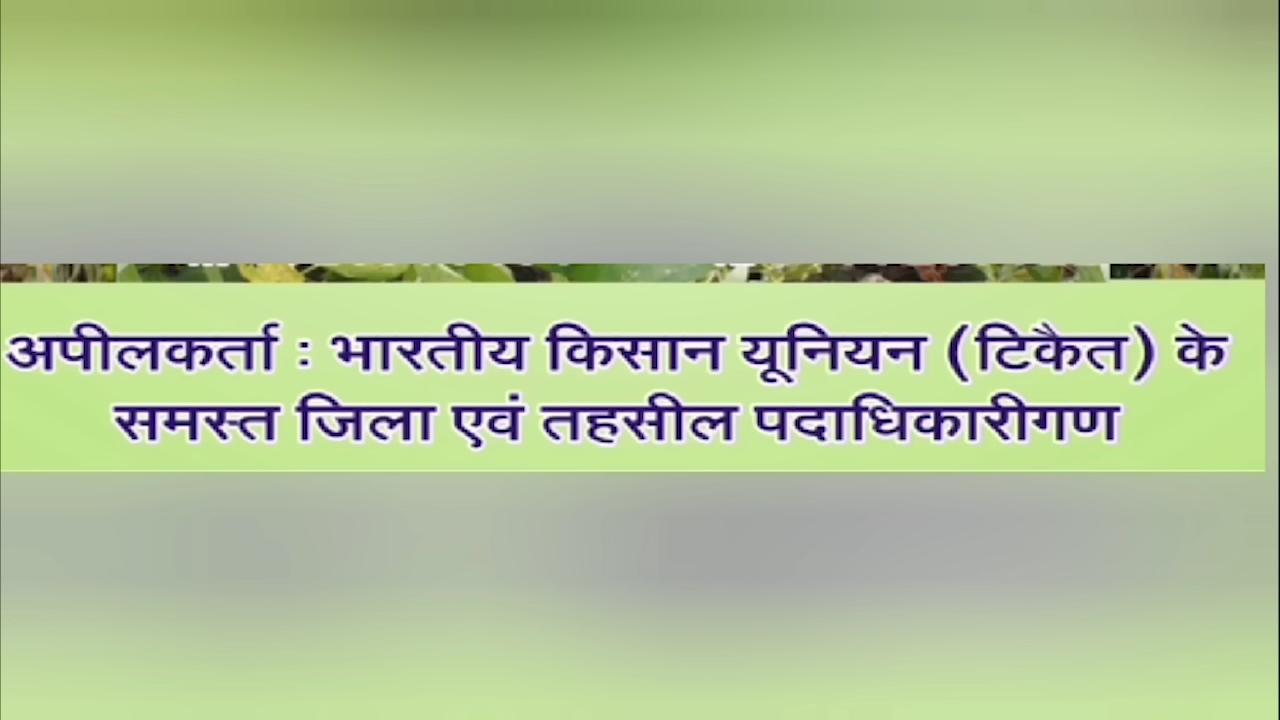 अपीलकर्ता : भारतीय किसान यूनियन (टिकैत) के
समस्त जिला एवं तहसील पदाधिकारीगण